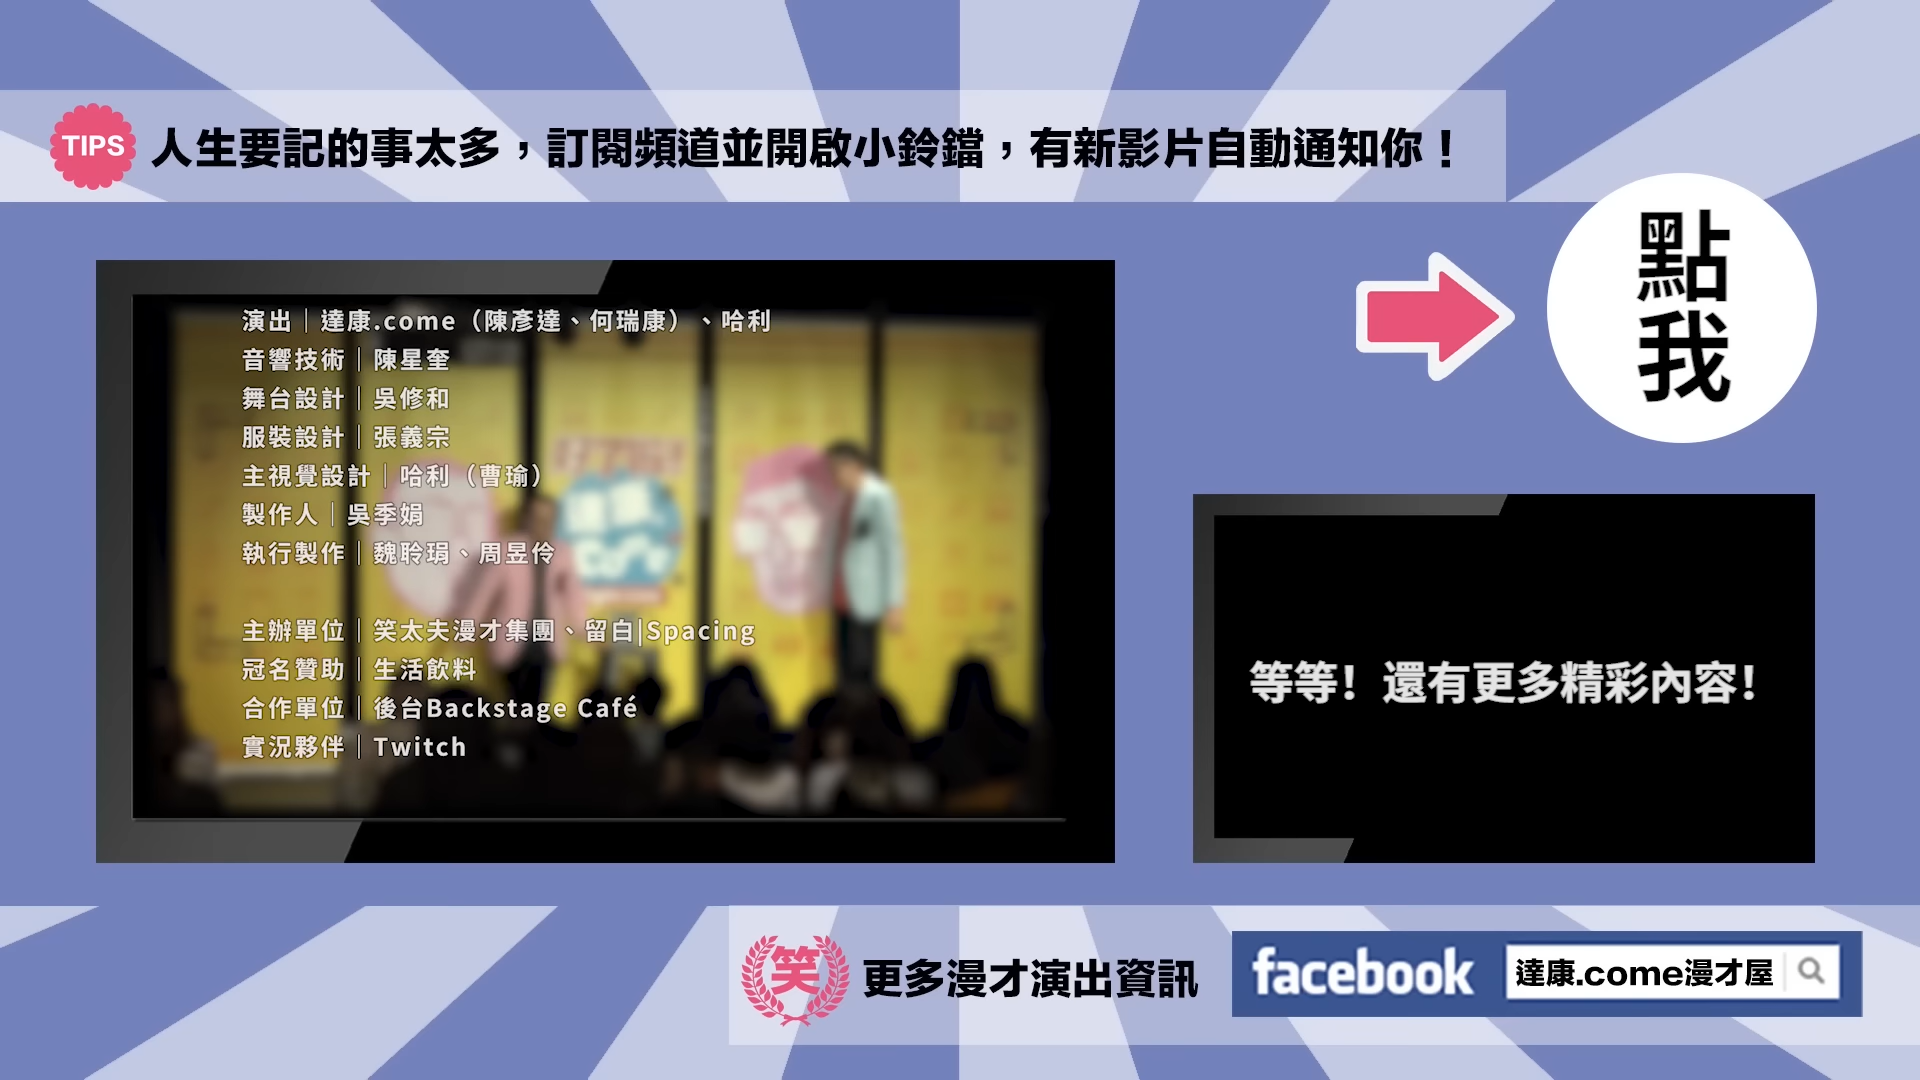 TIPS 人生要記的事太多，訂閱頻道並開啟小鈴鐺，有新影片自動通知你！
點我
演出｜達康.come（陳彥達、何瑞康）、哈利
音響技術｜陳星奎
舞台設計｜吳修和
服裝設計｜張義宗
主視覺設計｜哈利（曹瑜）
製作人｜吳季娟
執行製作｜魏聆琄、周昱伶
主辦單位｜笑太夫漫才集團、留白|Spacing
冠名贊助｜生活飲料
合作單位｜後台Backstage Café
實況夥伴｜Twitch
等等！還有更多精彩內容！
笑 更多漫才演出資訊
facebook 達康.come漫才屋